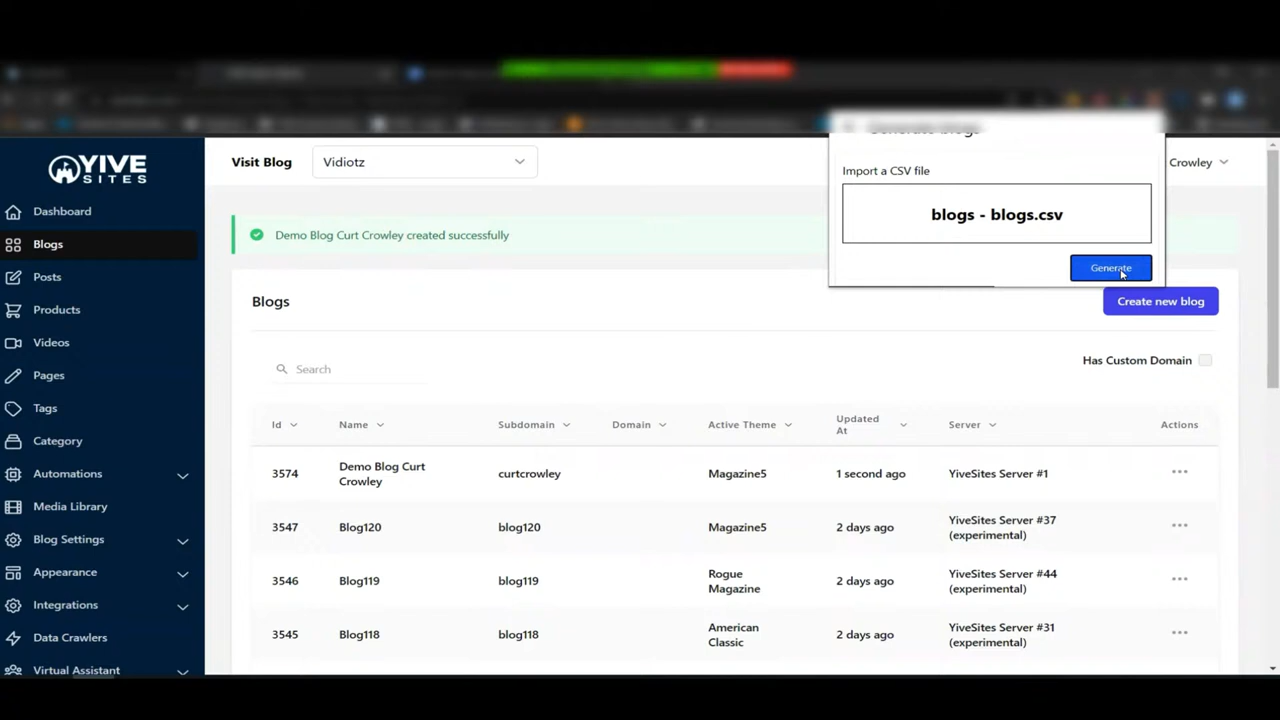 YIVE
SITES
Visit Blog
Vidiotz
Crowley
Generate blogs
Import a CSV file
blogs - blogs.csv
Generate
Dashboard
Blogs
Posts
Products
Videos
Pages
Tags
Category
Automations
Media Library
Blog Settings
Appearance
Integrations
Data Crawlers
Virtual Assistant
Demo Blog Curt Crowley created successfully
Blogs
Create new blog
Search
Has Custom Domain
Id Name Subdomain Domain Active Theme Updated At Server Actions
3574 Demo Blog Curt Crowley curtcrowley Magazine5 1 second ago YiveSites Server #1
3547 Blog120 blog120 Magazine5 2 days ago YiveSites Server #37 (experimental)
3546 Blog119 blog119 Rogue Magazine 2 days ago YiveSites Server #44 (experimental)
3545 Blog118 blog118 American Classic 2 days ago YiveSites Server #31 (experimental)